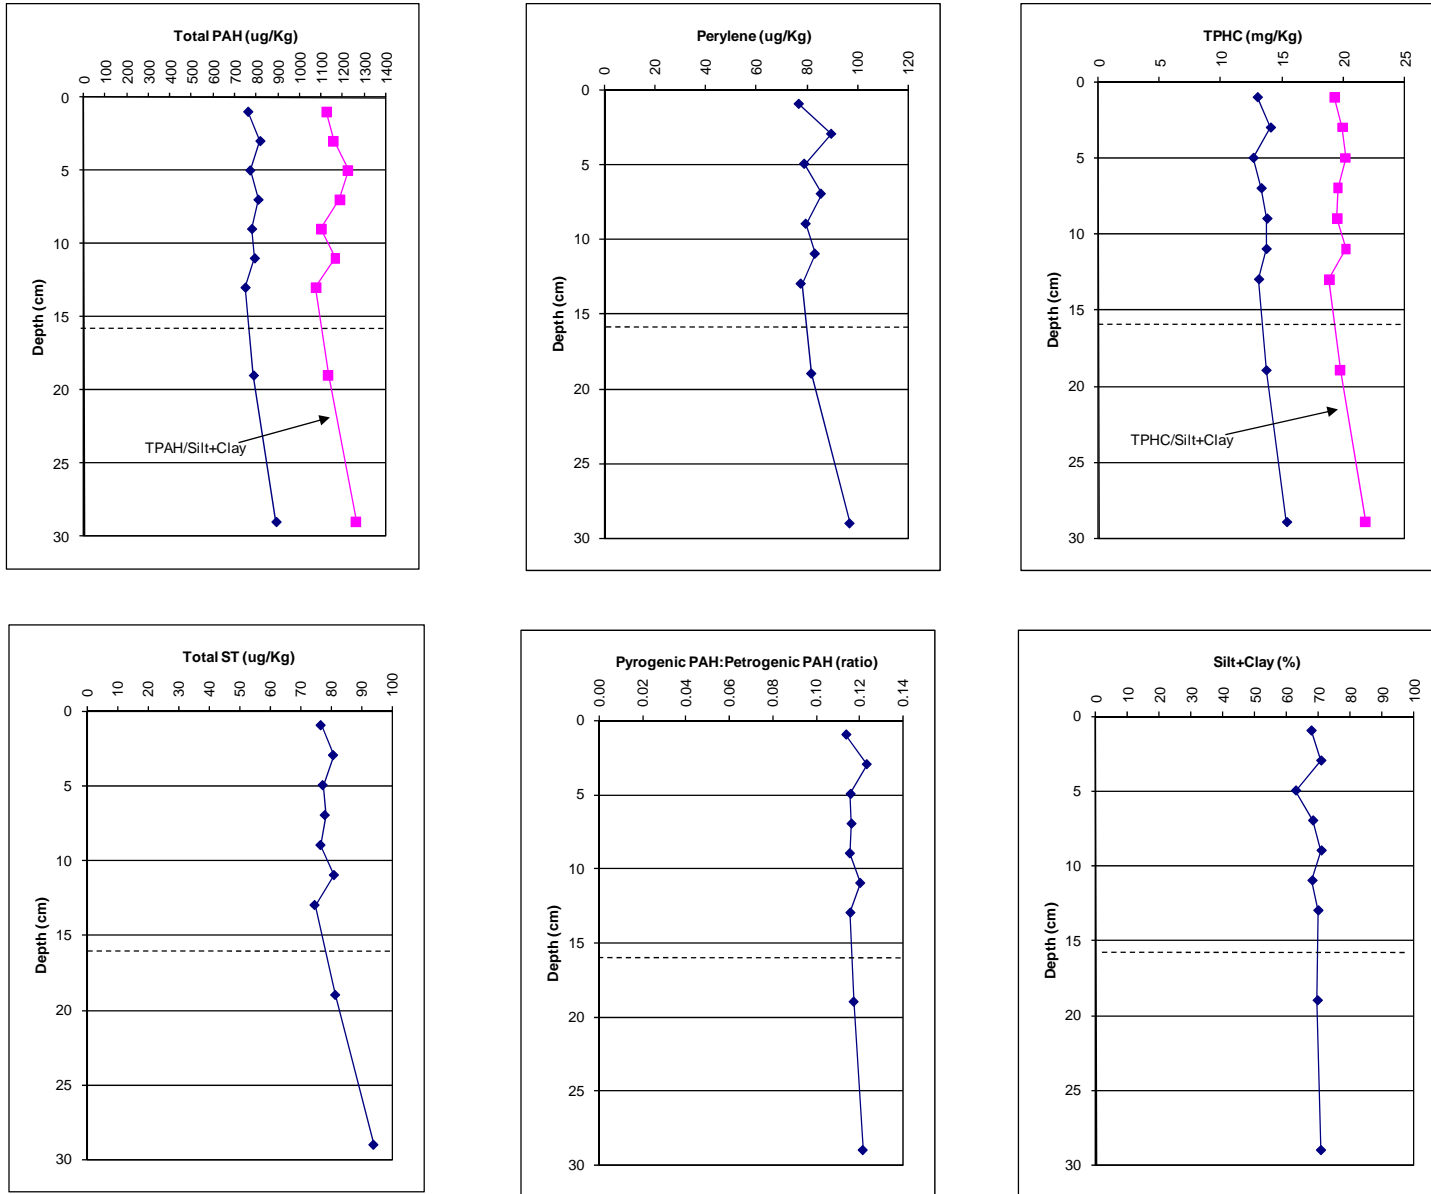 Total PAH (ug/Kg)
0 100 200 300 400 500 600 700 800 900 1000 1100 1200 1300 1400
0
5
10
15
20
25
30
Depth (cm)
TPAH/Silt+Clay
Perylene (ug/Kg)
0 20 40 60 80 100 120
0
5
10
15
20
25
30
Depth (cm)
TPHC (mg/Kg)
0 5 10 15 20 25
0
5
10
15
20
25
30
Depth (cm)
TPHC/Silt+Clay
Total ST (ug/Kg)
0 10 20 30 40 50 60 70 80 90 100
0
5
10
15
20
25
30
Depth (cm)
Pyrogenic PAH:Petrogenic PAH (ratio)
0.00 0.02 0.04 0.06 0.08 0.10 0.12 0.14
0
5
10
15
20
25
30
Depth (cm)
Silt+Clay (%)
0 10 20 30 40 50 60 70 80 90 100
0
5
10
15
20
25
30
Depth (cm)